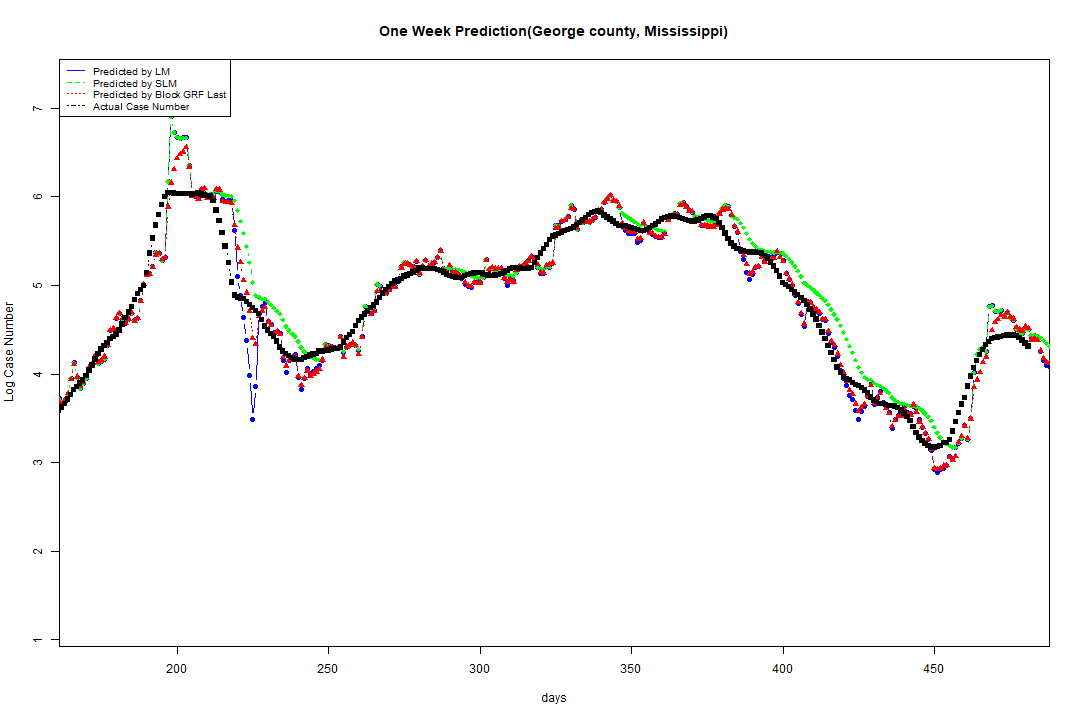 One Week Prediction(George county, Mississippi)
Predicted by LM
Predicted by SLM
Predicted by Block GRF Last
Actual Case Number
Log Case Number
7
6
5
4
3
2
1
200 250 300 350 400 450
days